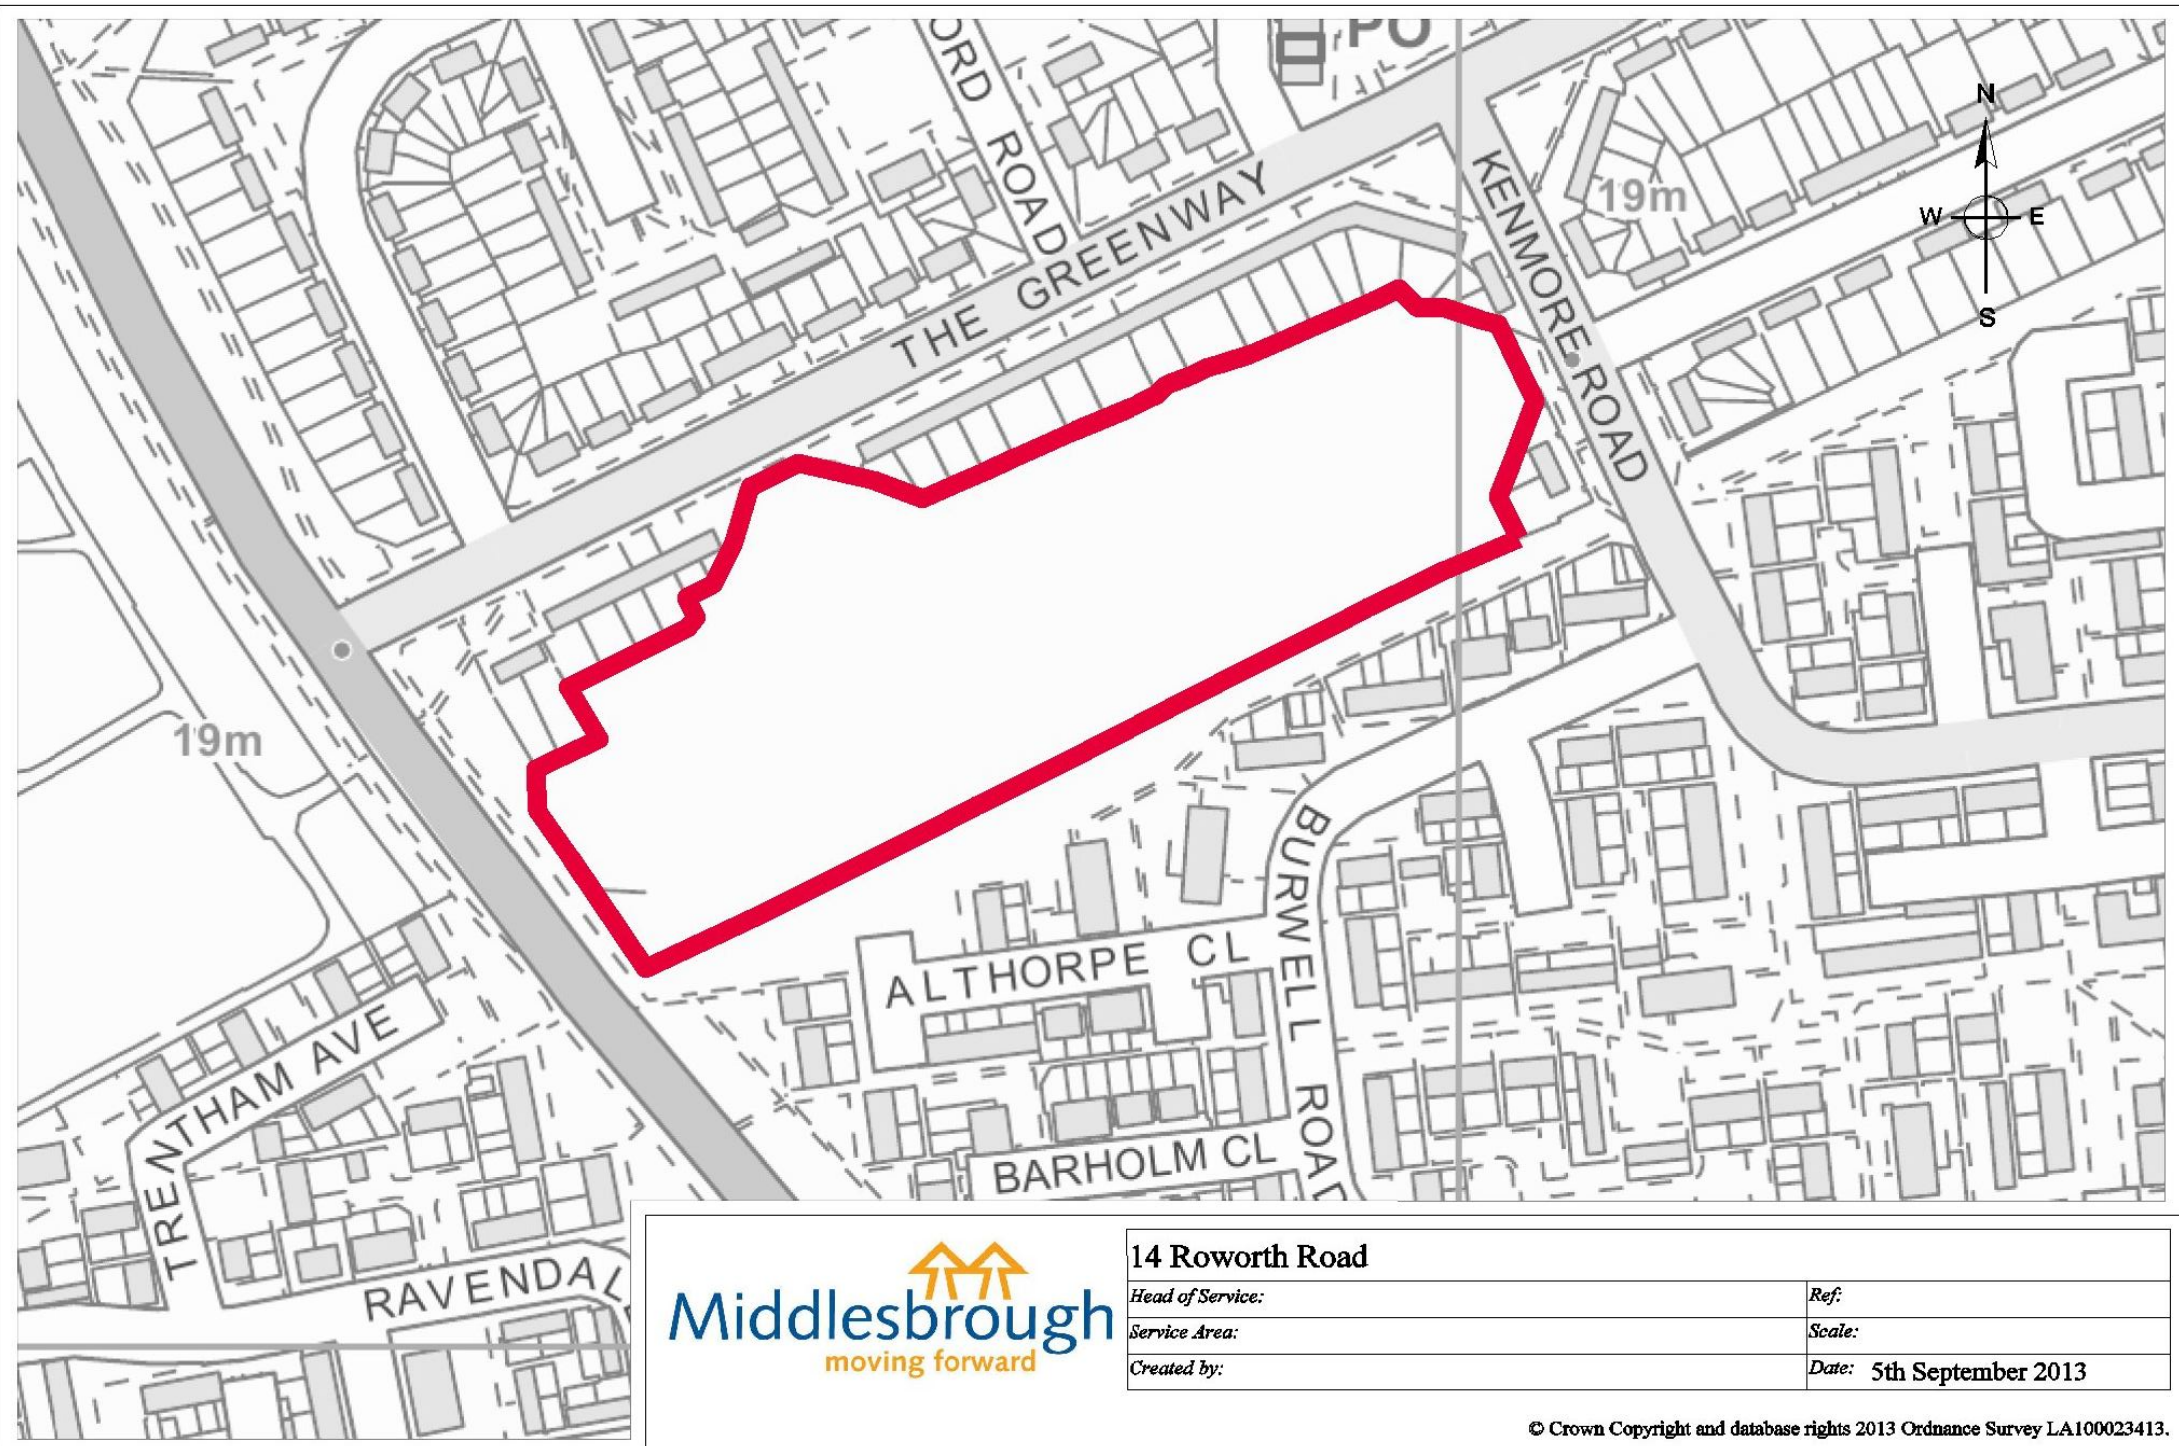 PO
ORD ROAD
N
W E
S
19m
KENMORE ROAD
THE GREENWAY
19m
BURWELL ROAD
ALTHORPE CL
TRENTHAM AVE
BARHOLM CL
RAVENDAL
Middlesbrough
moving forward
14 Roworth Road
Head of Service:
Ref:
Service Area:
Scale:
Created by:
Date: 5th September 2013
© Crown Copyright and database rights 2013 Ordnance Survey LA100023413.